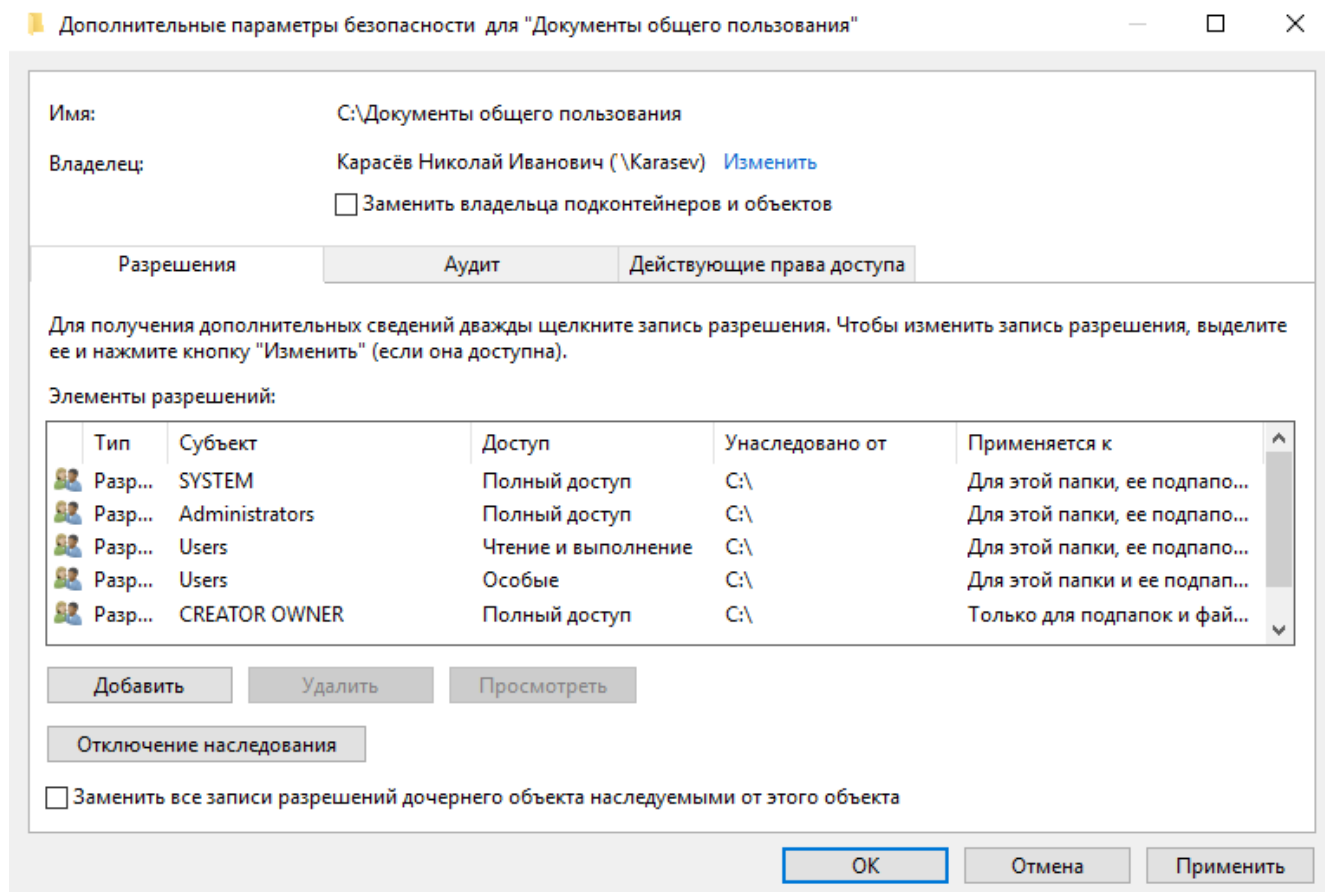 Дополнительные параметры безопасности для "Документы общего пользования"
Имя: C:\Документы общего пользования
Владелец: Карасёв Николай Иванович (\Karasev) Изменить
Заменить владельца подконтейнеров и объектов
Разрешения Аудит Действующие права доступа
Для получения дополнительных сведений дважды щелкните запись разрешения. Чтобы изменить запись разрешения, выделите
ее и нажмите кнопку "Изменить" (если она доступна).
Элементы разрешений:
Тип Субъект Доступ Унаследовано от Применяется к
Разр... SYSTEM Полный доступ C:\ Для этой папки, ее подпапо...
Разр... Administrators Полный доступ C:\ Для этой папки, ее подпапо...
Разр... Users Чтение и выполнение C:\ Для этой папки, ее подпапо...
Разр... Users Особые C:\ Для этой папки и ее подпап...
Разр... CREATOR OWNER Полный доступ C:\ Только для подпапок и фай...
Добавить Удалить Просмотреть
Отключение наследования
Заменить все записи разрешений дочернего объекта наследуемыми от этого объекта
OK Отмена Применить